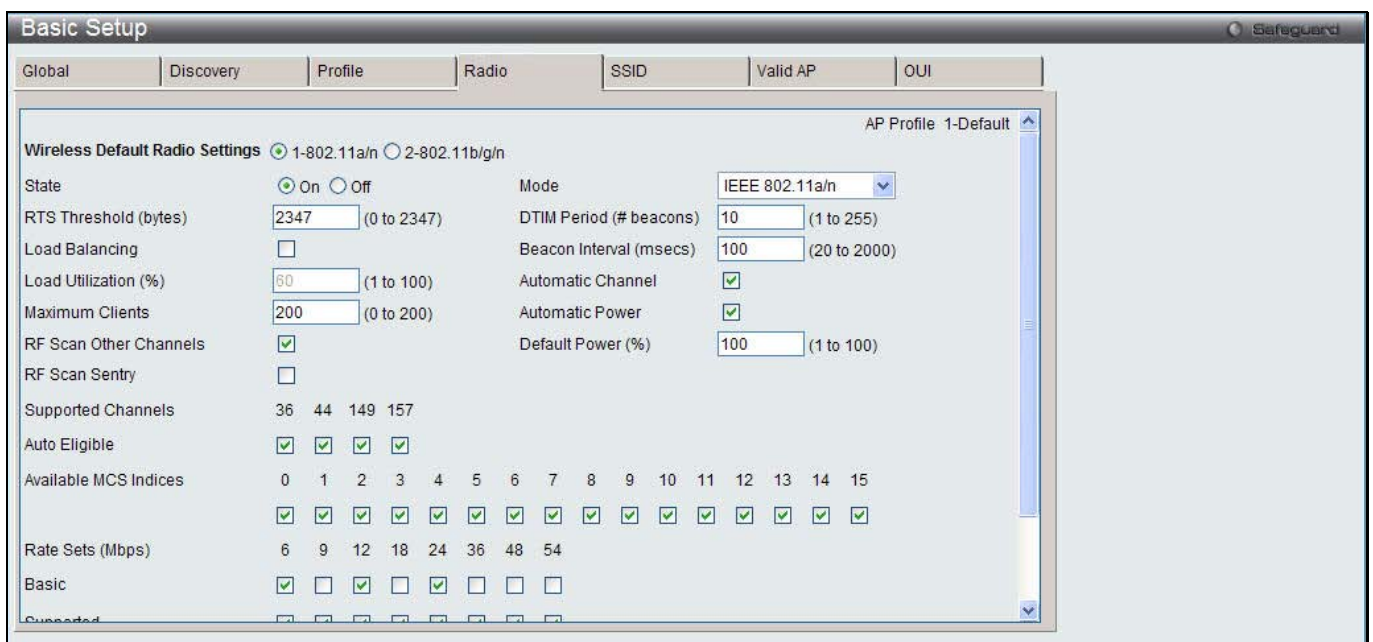 Basic Setup
Safeguard
Global Discovery Profile Radio SSID Valid AP OUI
AP Profile 1-Default
Wireless Default Radio Settings 1-802.11a/n 2-802.11b/g/n
State On Off Mode IEEE 802.11a/n
RTS Threshold (bytes) 2347 (0 to 2347) DTIM Period (# beacons) 10 (1 to 255)
Load Balancing Beacon Interval (msecs) 100 (20 to 2000)
Load Utilization (%) 60 (1 to 100) Automatic Channel
Maximum Clients 200 (0 to 200) Automatic Power
RF Scan Other Channels Default Power (%) 100 (1 to 100)
RF Scan Sentry
Supported Channels 36 44 149 157
Auto Eligible
Available MCS Indices 0 1 2 3 4 5 6 7 8 9 10 11 12 13 14 15
Rate Sets (Mbps) 6 9 12 18 24 36 48 54
Basic
Supported